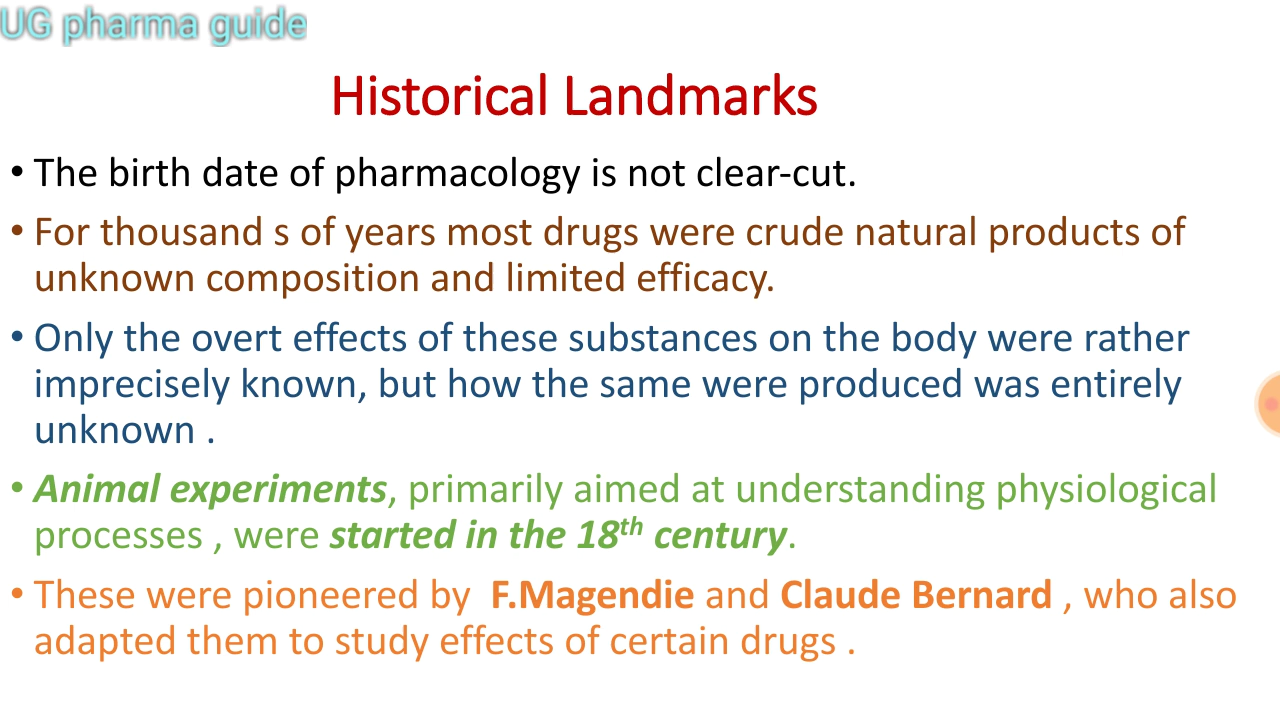 UG pharma guide
Historical Landmarks
• The birth date of pharmacology is not clear-cut.
• For thousand s of years most drugs were crude natural products of
unknown composition and limited efficacy.
• Only the overt effects of these substances on the body were rather
imprecisely known, but how the same were produced was entirely
unknown .
• Animal experiments, primarily aimed at understanding physiological
processes , were started in the 18th century.
• These were pioneered by F.Magendie and Claude Bernard , who also
adapted them to study effects of certain drugs .